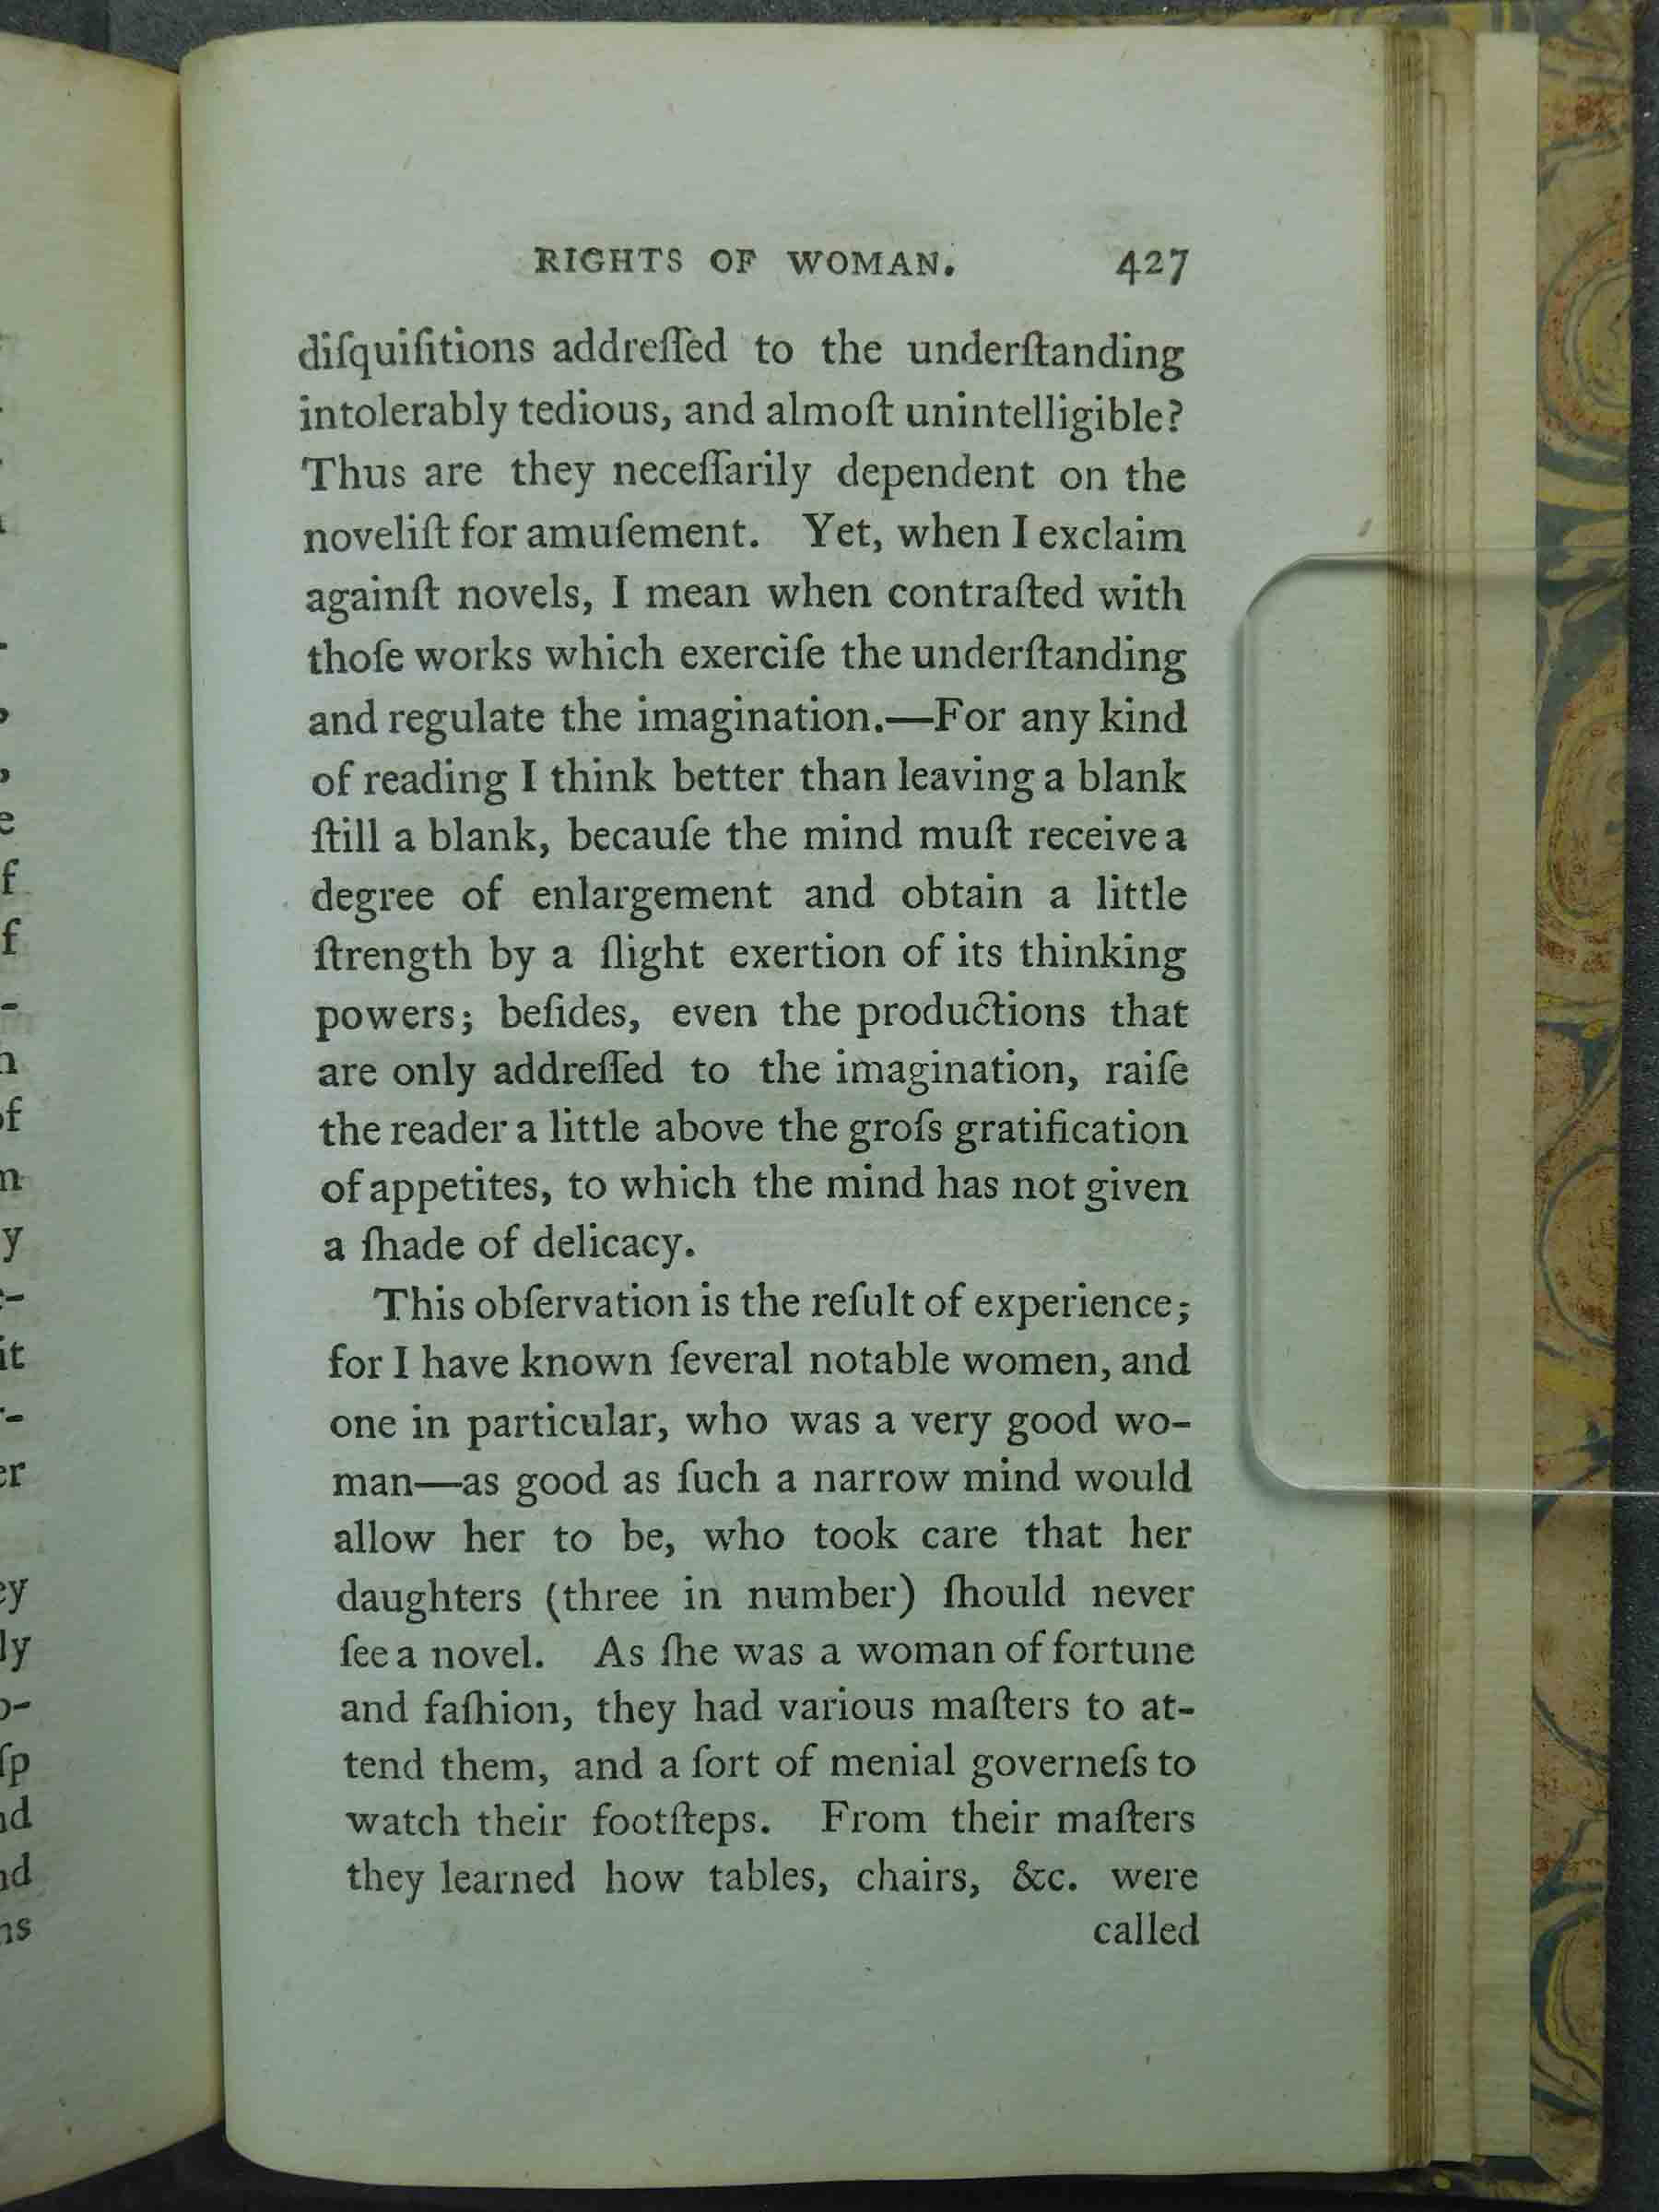 RIGHTS OF WOMAN. 427
diſquiſitions addreſſed to the underſtanding
intolerably tedious, and almoſt unintelligible?
Thus are they neceſſarily dependent on the
noveliſt for amuſement. Yet, when I exclaim
againſt novels, I mean when contraſted with
thoſe works which exerciſe the underſtanding
and regulate the imagination.—For any kind
of reading I think better than leaving a blank
ſtill a blank, becauſe the mind muſt receive a
degree of enlargement and obtain a little
ſtrength by a ſlight exertion of its thinking
powers; beſides, even the productions that
are only addreſſed to the imagination, raiſe
the reader a little above the groſs gratification
of appetites, to which the mind has not given
a ſhade of delicacy.
This obſervation is the reſult of experience;
for I have known ſeveral notable women, and
one in particular, who was a very good wo-
man—as good as ſuch a narrow mind would
allow her to be, who took care that her
daughters (three in number) ſhould never
ſee a novel. As ſhe was a woman of fortune
and faſhion, they had various maſters to at-
tend them, and a ſort of menial governeſs to
watch their footſteps. From their maſters
they learned how tables, chairs, &c. were
called